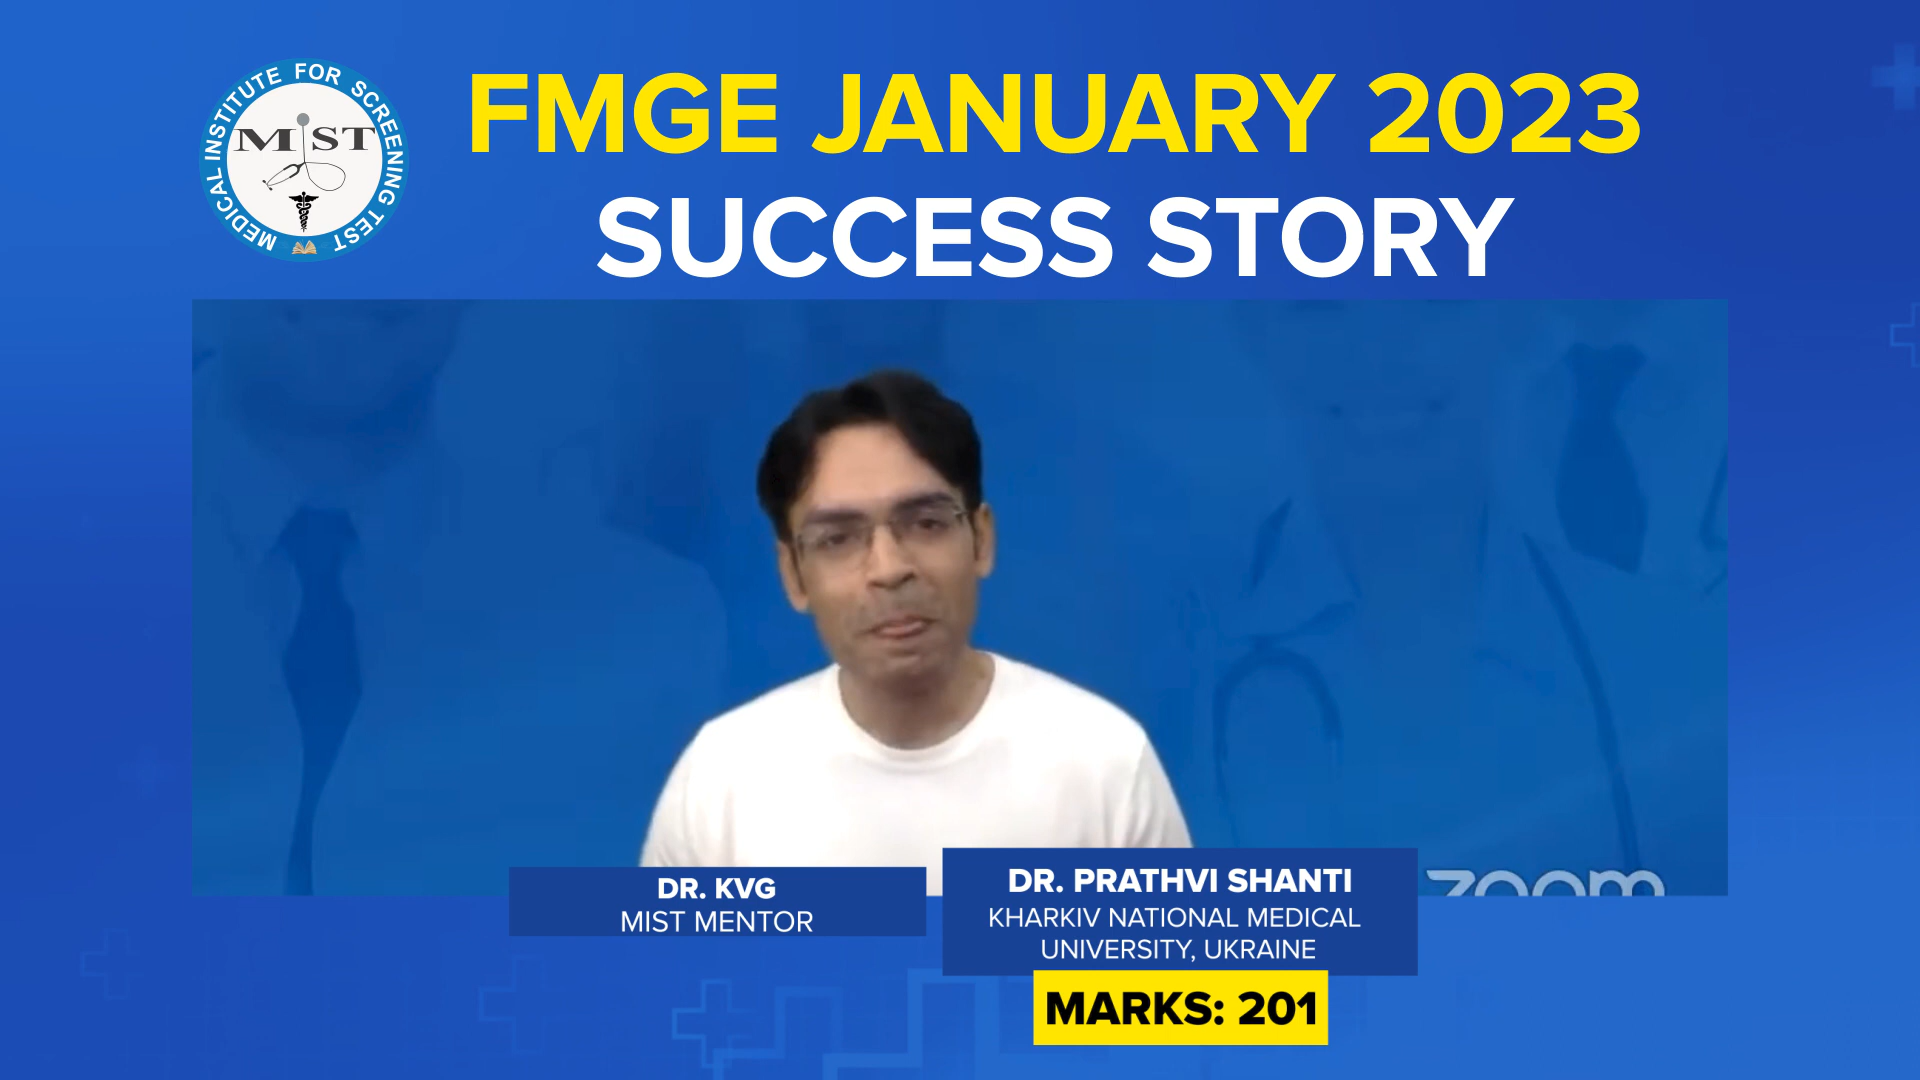 MEDICAL INSTITUTE FOR SCREENING TEST
MIST
FMGE JANUARY 2023
SUCCESS STORY
DR. KVG
MIST MENTOR
DR. PRATHVI SHANTI
KHARKIV NATIONAL MEDICAL
UNIVERSITY, UKRAINE
zoom
MARKS: 201